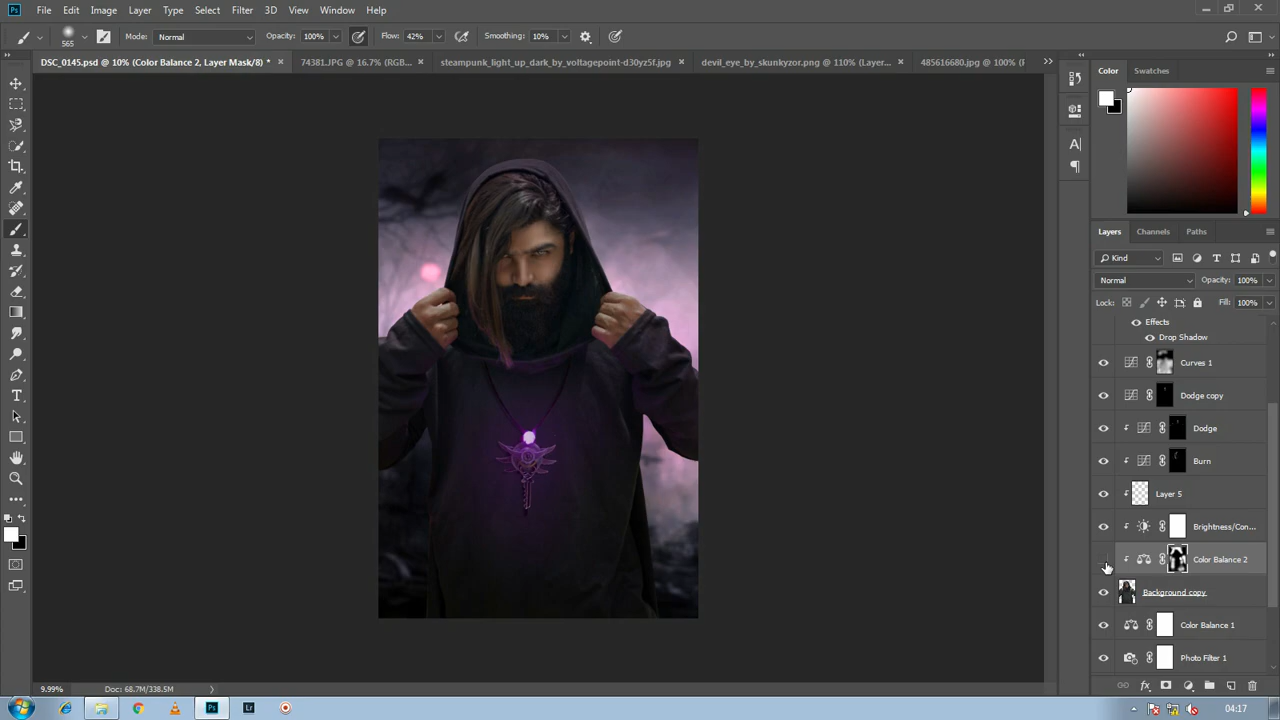 Ps File Edit Image Layer Type Select Filter 3D View Window Help
565 Mode: Normal Opacity: 100% Flow: 42% Smoothing: 10%
DSC_0145.psd @ 10% (Color Balance 2, Layer Mask/8) * × 74381.JPG @ 16.7% (RGB... × steampunk_light_up_dark_by_voltagepoint-d30yz5f.jpg × devil_eye_by_skunkyzor.png @ 110% (Layer... × 485616680.jpg @ 100% (F
Color Swatches
Layers Channels Paths
Kind
Normal Opacity: 100%
Lock: Fill: 100%
Effects
Drop Shadow
Curves 1
Dodge copy
Dodge
Burn
Layer 5
Brightness/Con...
Color Balance 2
Background copy
Color Balance 1
Photo Filter 1
9.99% Doc: 68.7M/338.5M
Ps Lr 04:17